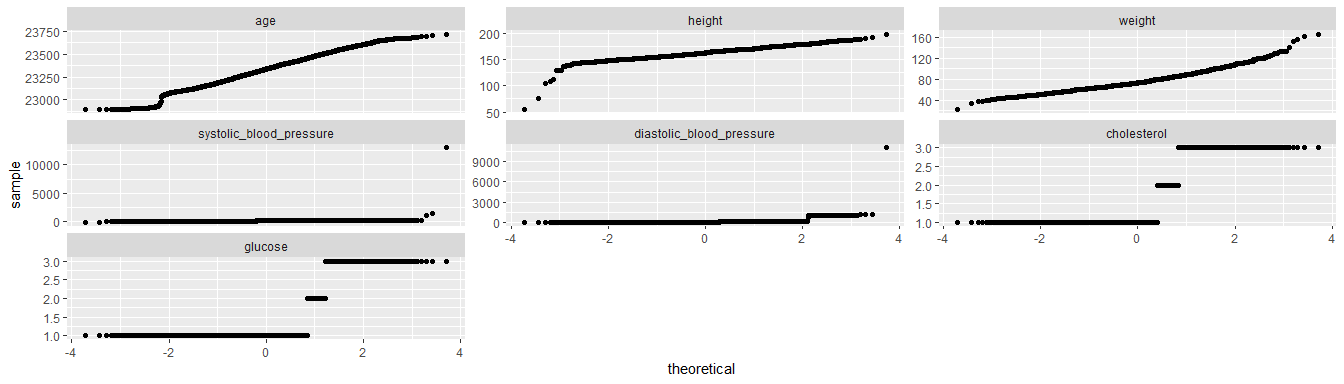 age
height
weight
23750
23500
23250
23000
200
150
100
50
160
120
80
40
systolic_blood_pressure
diastolic_blood_pressure
cholesterol
10000
5000
0
9000
6000
3000
0
3.0
2.5
2.0
1.5
1.0
-4 -2 0 2 4
-4 -2 0 2 4
glucose
3.0
2.5
2.0
1.5
1.0
-4 -2 0 2 4
sample
theoretical